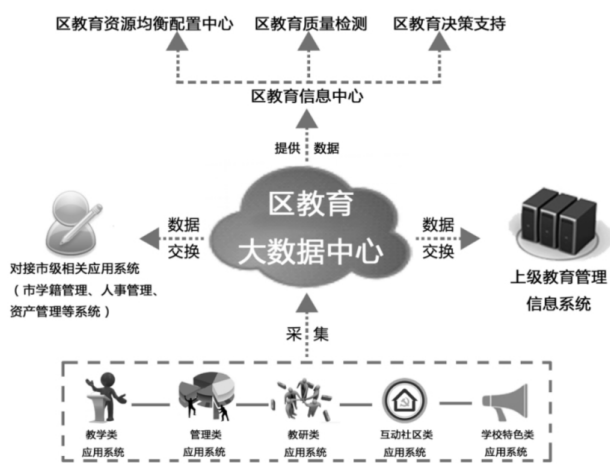 区教育资源均衡配置中心 区教育质量检测 区教育决策支持
区教育信息中心
提供 数据
区教育
大数据中心
数据
交换
数据
交换
对接市级相关应用系统
(市学籍管理、人事管理、
资产管理等系统)
上级教育管理
信息系统
采 集
教学类
应用系统
管理类
应用系统
教研类
应用系统
互动社区类
应用系统
学校特色类
应用系统